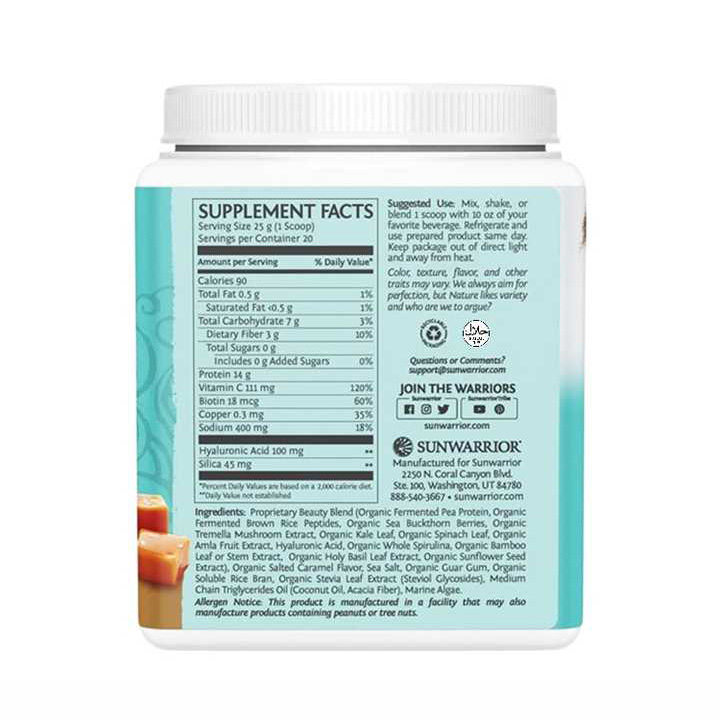 SUPPLEMENT FACTS
Serving Size 25 g (1 Scoop)
Servings per Container 20
Amount per Serving % Daily Value*
Calories 90
Total Fat 0.5 g 1%
Saturated Fat <0.5 g 1%
Total Carbohydrate 7 g 3%
Dietary Fiber 3 g 10%
Total Sugars 0 g
Includes 0 g Added Sugars 0%
Protein 14 g
Vitamin C 111 mg 120%
Biotin 18 mcg 60%
Copper 0.3 mg 35%
Sodium 400 mg 18%
Hyaluronic Acid 100 mg **
Silica 45 mg **
*Percent Daily Values are based on a 2,000 calorie diet.
**Daily Value not established
Suggested Use: Mix, shake, or
blend 1 scoop with 10 oz of your
favorite beverage. Refrigerate and
use prepared product same day.
Keep package out of direct light
and away from heat.
Color, texture, flavor, and other
traits may vary. We always aim for
perfection, but Nature likes variety
and who are we to argue?
RECYCLABLE
PACKAGING
حلال
HALAL
Questions or Comments?
support@sunwarrior.com
JOIN THE WARRIORS
Sunwarrior SunwarriorTribe
SUNWARRIOR
Manufactured for Sunwarrior
2250 N. Coral Canyon Blvd.
Ste. 100, Washington, UT 84780
888-540-3667 • sunwarrior.com
Ingredients: Proprietary Beauty Blend (Organic Fermented Pea Protein, Organic
Fermented Brown Rice Peptides, Organic Sea Buckthorn Berries, Organic
Tremella Mushroom Extract, Organic Kale Leaf, Organic Spinach Leaf, Organic
Amla Fruit Extract, Hyaluronic Acid, Organic Whole Spirulina, Organic Bamboo
Leaf or Stem Extract, Organic Holy Basil Leaf Extract, Organic Sunflower Seed
Extract), Organic Salted Caramel Flavor, Sea Salt, Organic Guar Gum, Organic
Soluble Rice Bran, Organic Stevia Leaf Extract (Steviol Glycosides), Medium
Chain Triglycerides Oil (Coconut Oil, Acacia Fiber), Marine Algae.
Allergen Notice: This product is manufactured in a facility that may also
manufacture products containing peanuts or tree nuts.